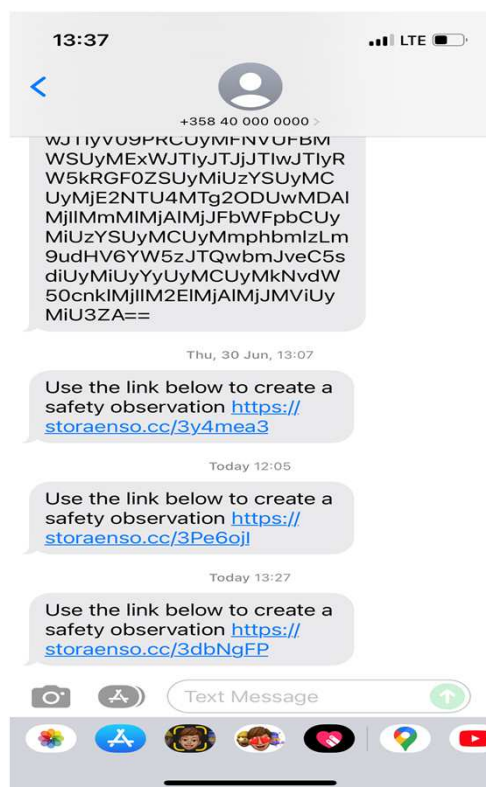 13:37
LTE
+358 40 000 0000 >
WSUyMExWJTIyJTJjJTIwJTIyR
W5kRGF0ZSUyMiUzYSUyMC
UyMjE2NTU4MTg2ODUwMDAl
MjIlMmMlMjAlMjJFbWFpbCUy
MiUzYSUyMCUyMmphbmlzLm
9udHV6YW5zJTQwbmJveC5s
diUyMiUyYyUyMCUyMkNvdW
50cnklMjIlM2ElMjAlMjJMViUy
MiU3ZA==
Thu, 30 Jun, 13:07
Use the link below to create a
safety observation https://
storaenso.cc/3y4mea3
Today 12:05
Use the link below to create a
safety observation https://
storaenso.cc/3Pe6ojl
Today 13:27
Use the link below to create a
safety observation https://
storaenso.cc/3dbNgFP
Text Message